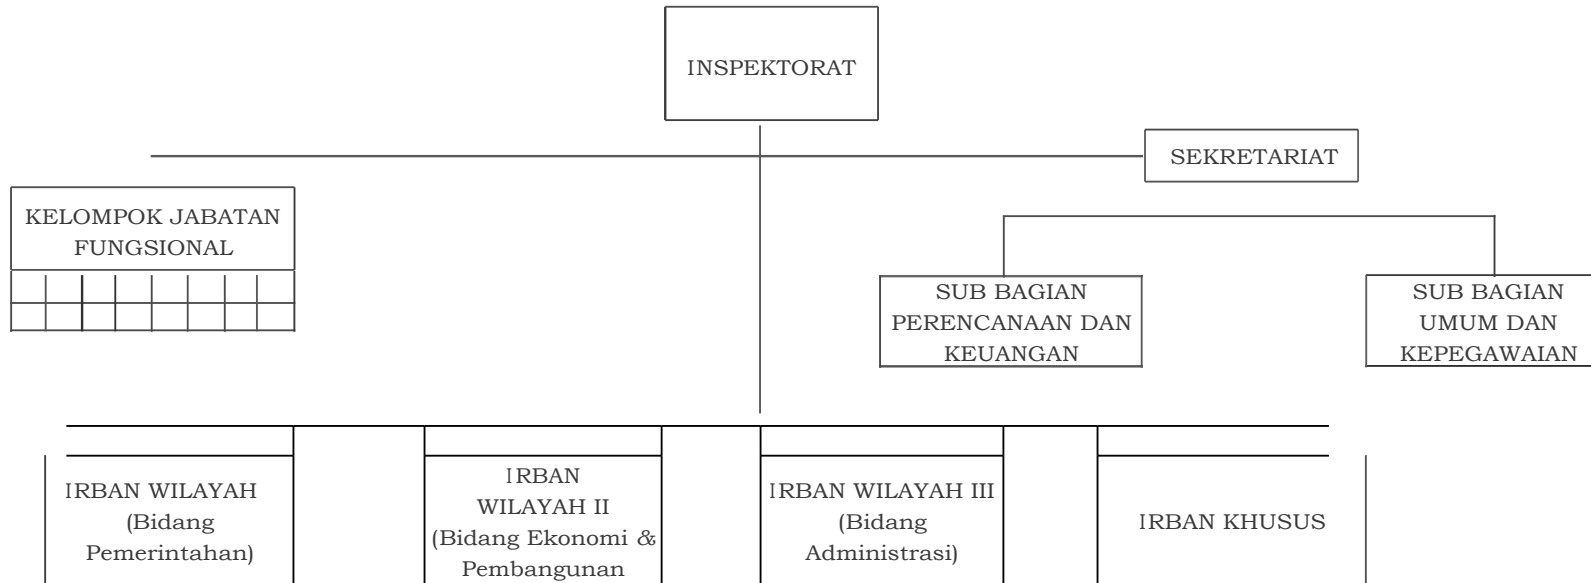 INSPEKTORAT
SEKRETARIAT
KELOMPOK JABATAN
FUNGSIONAL
SUB BAGIAN
PERENCANAAN DAN
KEUANGAN
SUB BAGIAN
UMUM DAN
KEPEGAWAIAN
IRBAN WILAYAH
(Bidang
Pemerintahan)
IRBAN
WILAYAH II
(Bidang Ekonomi &
Pembangunan
IRBAN WILAYAH III
(Bidang
Administrasi)
IRBAN KHUSUS